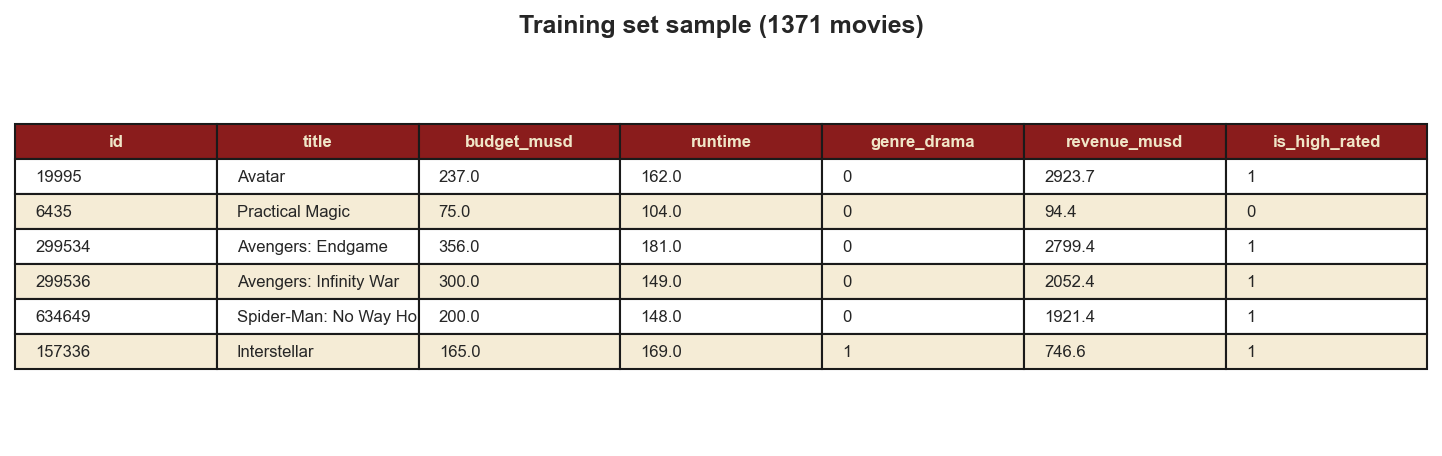 Training set sample (1371 movies)
id title budget_musd runtime genre_drama revenue_musd is_high_rated
19995 Avatar 237.0 162.0 0 2923.7 1
6435 Practical Magic 75.0 104.0 0 94.4 0
299534 Avengers: Endgame 356.0 181.0 0 2799.4 1
299536 Avengers: Infinity War 300.0 149.0 0 2052.4 1
634649 Spider-Man: No Way Ho 200.0 148.0 0 1921.4 1
157336 Interstellar 165.0 169.0 1 746.6 1